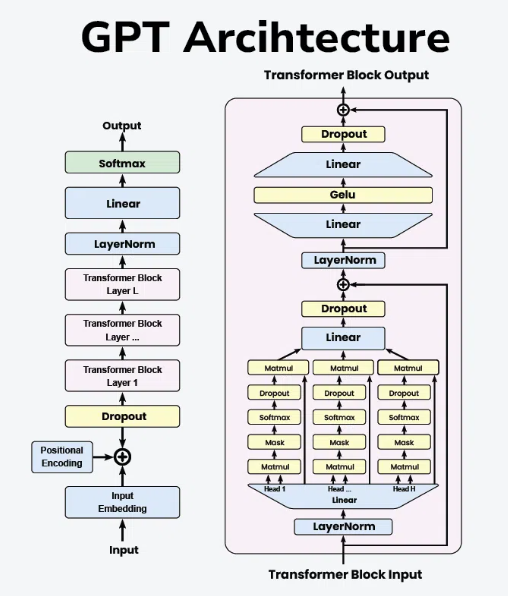 GPT Arcihtecture
Output
Softmax
Linear
LayerNorm
Transformer Block
Layer L
Transformer Block
Layer ...
Transformer Block
Layer 1
Dropout
Positional
Encoding
Input
Embedding
Input
Transformer Block Output
Dropout
Linear
Gelu
Linear
LayerNorm
Dropout
Linear
Matmul Matmul Matmul
Dropout Dropout Dropout
Softmax Softmax Softmax
Mask Mask Mask
Matmul Matmul Matmul
Head 1 Head ... Head H
Linear
LayerNorm
Transformer Block Input